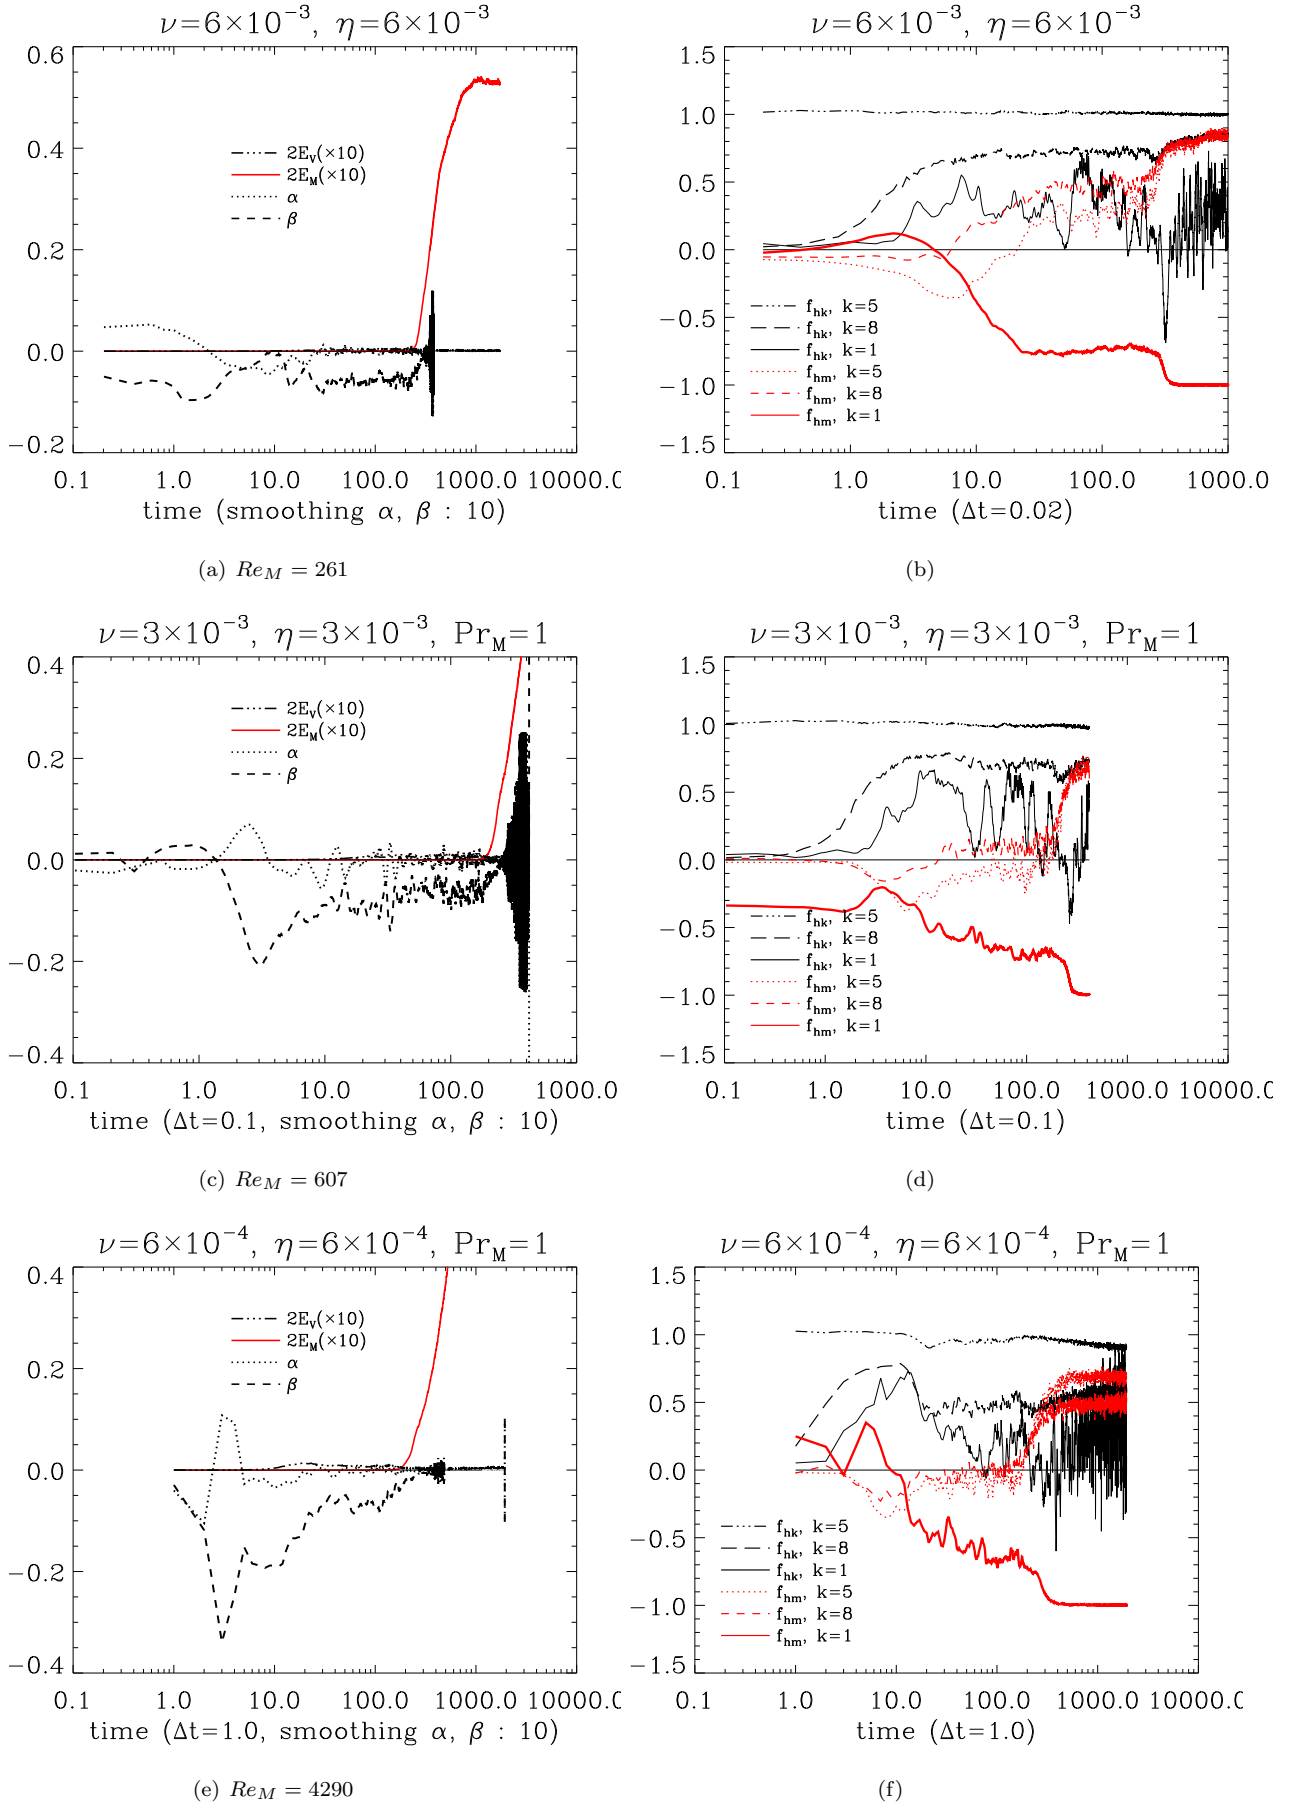 ν=6×10⁻³, η=6×10⁻³
0.6
0.4
0.2
0.0
−0.2
2E_V(×10)
2E_M(×10)
α
β
0.1 1.0 10.0 100.0 1000.0 10000.0
time (smoothing α, β : 10)
(a) Re_M = 261
ν=6×10⁻³, η=6×10⁻³
1.0
0.5
0.0
−0.5
−1.0
−1.5
f_hk, k=5
f_hk, k=8
f_hk, k=1
f_hm, k=5
f_hm, k=8
f_hm, k=1
0.1 1.0 10.0 100.0 1000.0
time (Δt=0.02)
(b)
ν=3×10⁻³, η=3×10⁻³, Pr_M=1
0.4
0.2
0.0
−0.2
−0.4
2E_V(×10)
2E_M(×10)
α
β
0.1 1.0 10.0 100.0 1000.0
time (Δt=0.1, smoothing α, β : 10)
(c) Re_M = 607
ν=3×10⁻³, η=3×10⁻³, Pr_M=1
1.5
1.0
0.5
0.0
−0.5
−1.0
−1.5
f_hk, k=5
f_hk, k=8
f_hk, k=1
f_hm, k=5
f_hm, k=8
f_hm, k=1
0.1 1.0 10.0 100.0 1000.0 10000.0
time (Δt=0.1)
(d)
ν=6×10⁻⁴, η=6×10⁻⁴, Pr_M=1
0.4
0.2
0.0
−0.2
−0.4
2E_V(×10)
2E_M(×10)
α
β
0.1 1.0 10.0 100.0 1000.0 10000.0
time (Δt=1.0, smoothing α, β : 10)
(e) Re_M = 4290
ν=6×10⁻⁴, η=6×10⁻⁴, Pr_M=1
1.5
1.0
0.5
0.0
−0.5
−1.0
−1.5
f_hk, k=5
f_hk, k=8
f_hk, k=1
f_hm, k=5
f_hm, k=8
f_hm, k=1
0.1 1.0 10.0 100.0 1000.0 10000.0
time (Δt=1.0)
(f)